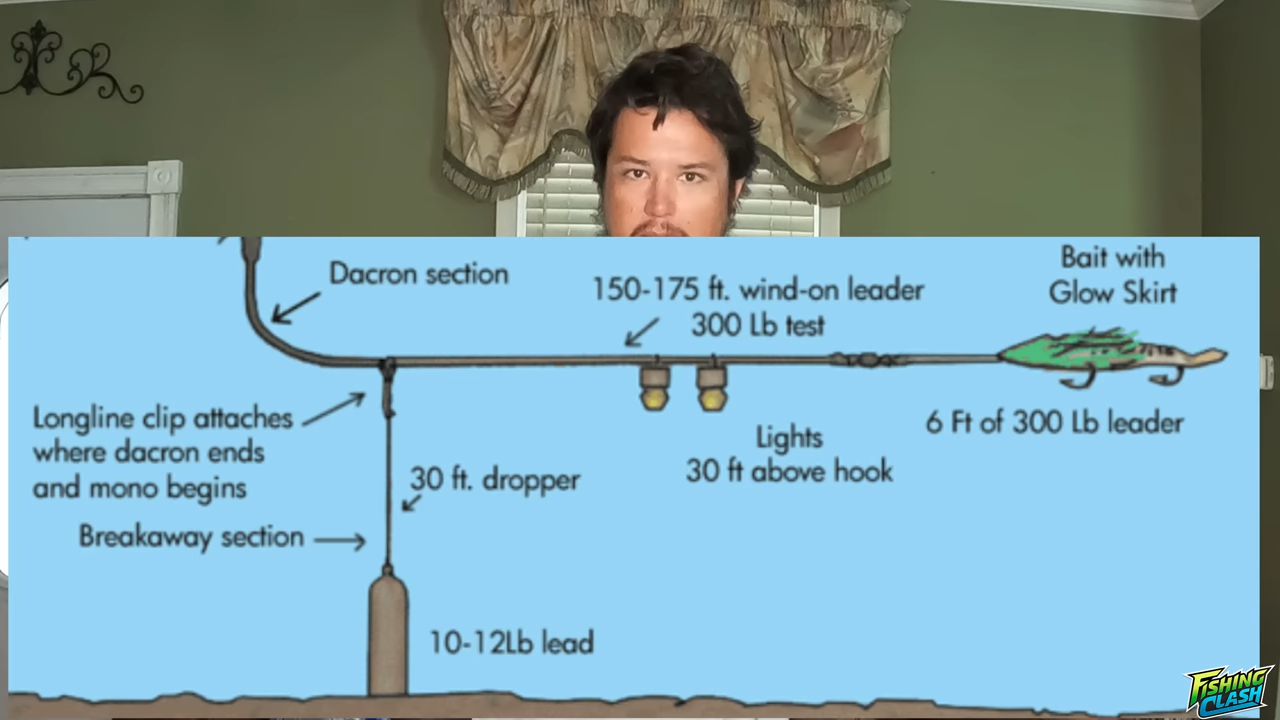 Dacron section
150-175 ft. wind-on leader
300 Lb test
Bait with
Glow Skirt
Longline clip attaches
where dacron ends
and mono begins
Lights
30 ft above hook
6 Ft of 300 Lb leader
30 ft. dropper
Breakaway section
10-12Lb lead
FISHING
CLASH